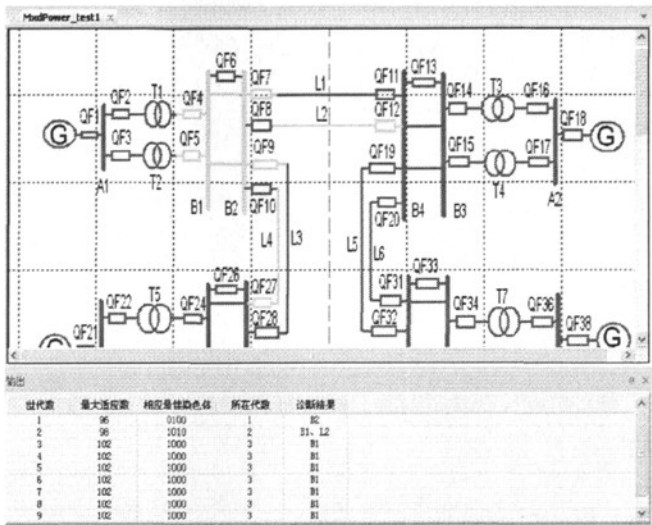 MxdPower_test1
QF6
QF13
QF7
L1
QF11
T1
QF2
QF4
QF14
T3
QF16
QF1
QF8
L2
QF12
QF18
G
G
QF3
QF5
QF9
QF19
QF15
QF17
T2
T4
A1
B1
B2
QF10
B4
B3
A2
QF20
L4
L3
L5
L6
QF26
QF33
T5
QF27
QF31
T7
QF22
QF24
QF34
QF36
QF21
QF28
QF32
QF38
G
输出
世代数 最大适应数 相应最佳染色体 所在代数 诊断结果
1 96 0100 1 B2
2 98 1010 2 B1、L2
3 102 1000 3 B1
4 102 1000 3 B1
5 102 1000 3 B1
6 102 1000 3 B1
7 102 1000 3 B1
8 102 1000 3 B1
9 102 1000 3 B1